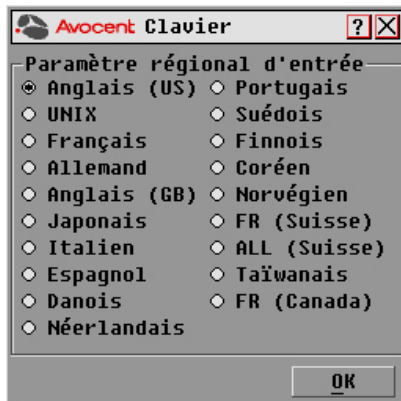 Avocent Clavier ? X
Paramètre régional d'entrée
Anglais (US)
UNIX
Français
Allemand
Anglais (GB)
Japonais
Italien
Espagnol
Danois
Néerlandais
Portugais
Suédois
Finnois
Coréen
Norvégien
FR (Suisse)
ALL (Suisse)
Taïwanais
FR (Canada)
OK